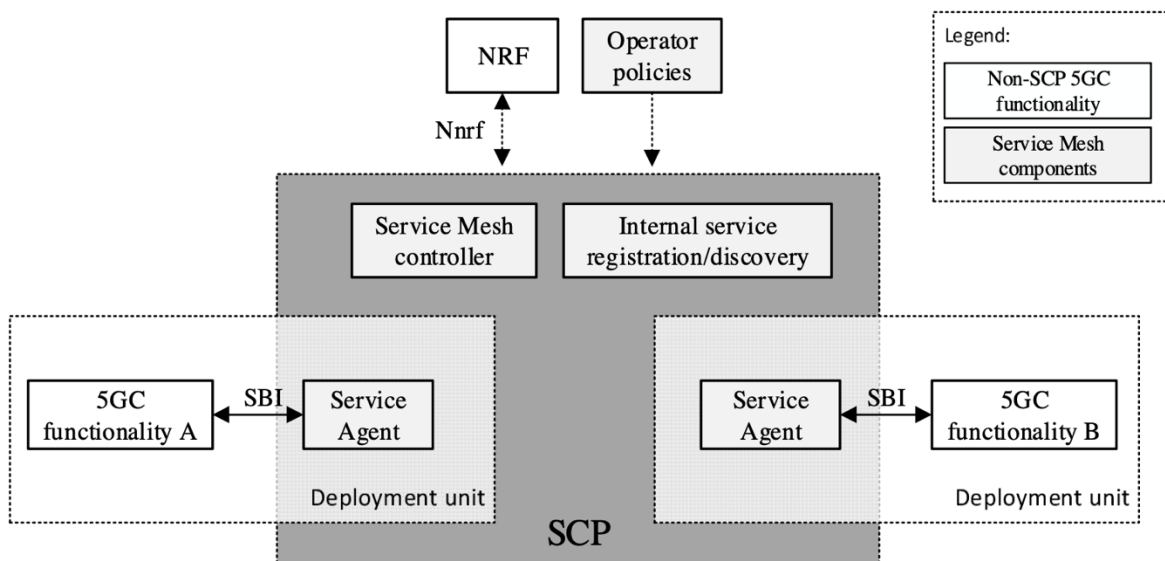 NRF
Operator
policies
Nnrf
Legend:
Non-SCP 5GC
functionality
Service Mesh
components
Service Mesh
controller
Internal service
registration/discovery
5GC
functionality A
SBI
Service
Agent
Deployment unit
Service
Agent
SBI
5GC
functionality B
Deployment unit
SCP